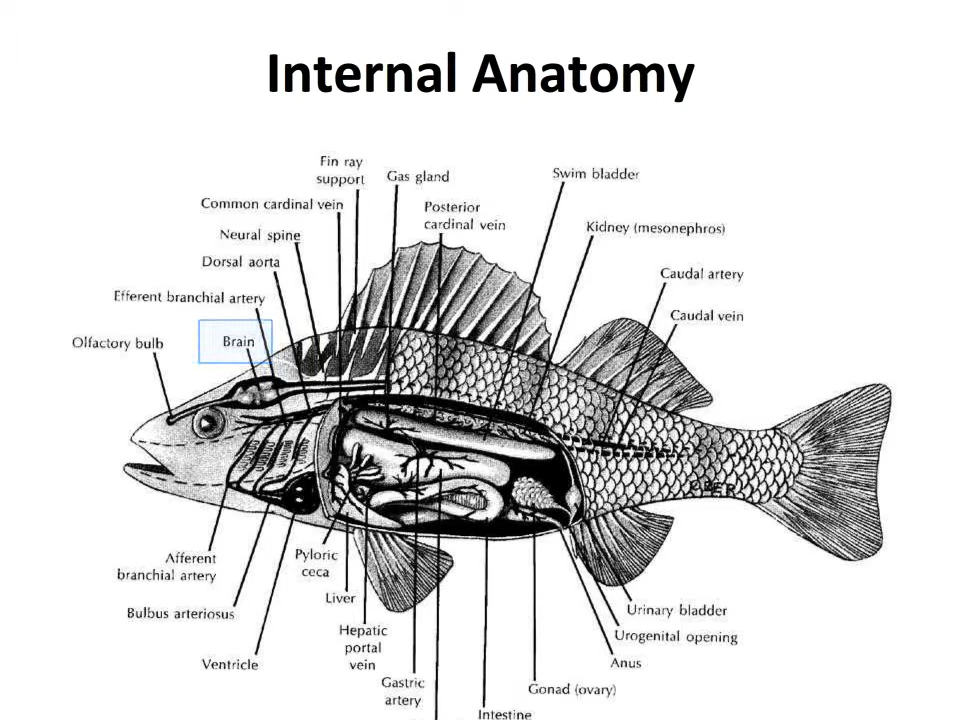 Internal Anatomy
Fin ray
support
Gas gland
Swim bladder
Common cardinal vein
Posterior
cardinal vein
Neural spine
Kidney (mesonephros)
Dorsal aorta
Caudal artery
Efferent branchial artery
Caudal vein
Olfactory bulb
Brain
Afferent
branchial artery
Pyloric
ceca
Bulbus arteriosus
Liver
Urinary bladder
Hepatic
portal
vein
Urogenital opening
Ventricle
Anus
Gastric
artery
Gonad (ovary)
Intestine